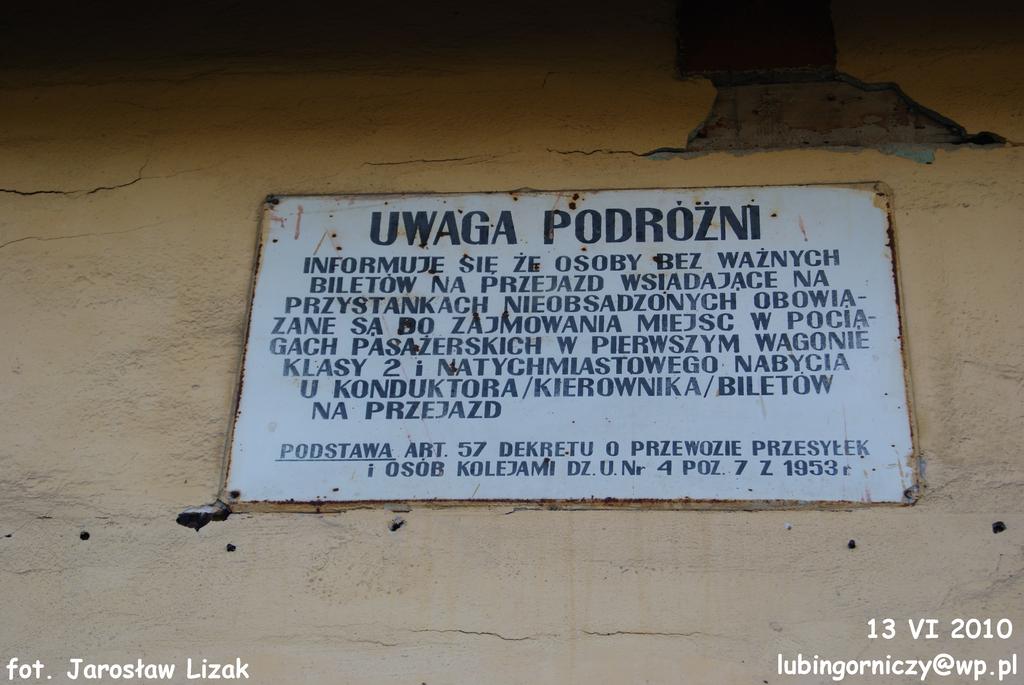 UWAGA PODRÓŻNI
INFORMUJE SIĘ ŻE OSOBY BEZ WAŻNYCH
BILETÓW NA PRZEJAZD WSIADAJĄCE NA
PRZYSTANKACH NIEOBSADZONYCH OBOWIĄ-
ZANE SĄ DO ZAJMOWANIA MIEJSC W POCIĄ-
GACH PASAŻERSKICH W PIERWSZYM WAGONIE
KLASY 2 i NATYCHMIASTOWEGO NABYCIA
U KONDUKTORA/KIEROWNIKA/BILETÓW
NA PRZEJAZD
PODSTAWA ART. 57 DEKRETU O PRZEWOZIE PRZESYŁEK
i OSÓB KOLEJAMI DZ.U.Nr 4 POZ. 7 Z 1953 r
13 VI 2010
fot. Jarosław Lizak
lubingorniczy@wp.pl